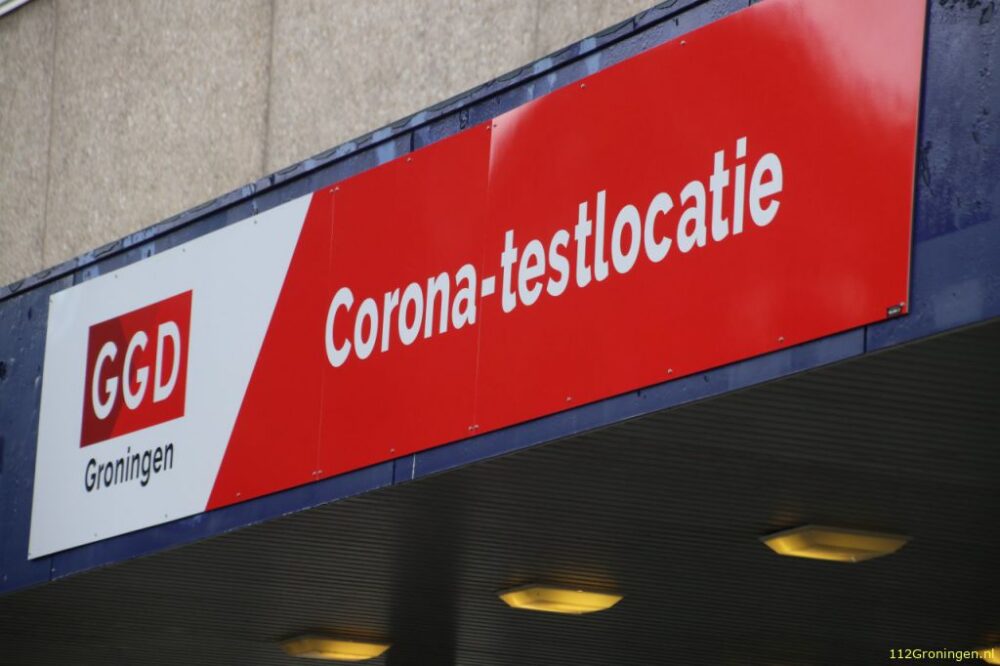 GGD
Groningen
Corona-testlocatie
112Groningen.nl